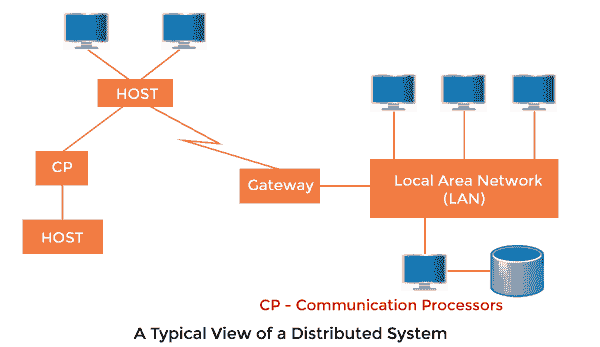 HOST
CP
HOST
Gateway
Local Area Network
(LAN)
CP - Communication Processors
A Typical View of a Distributed System